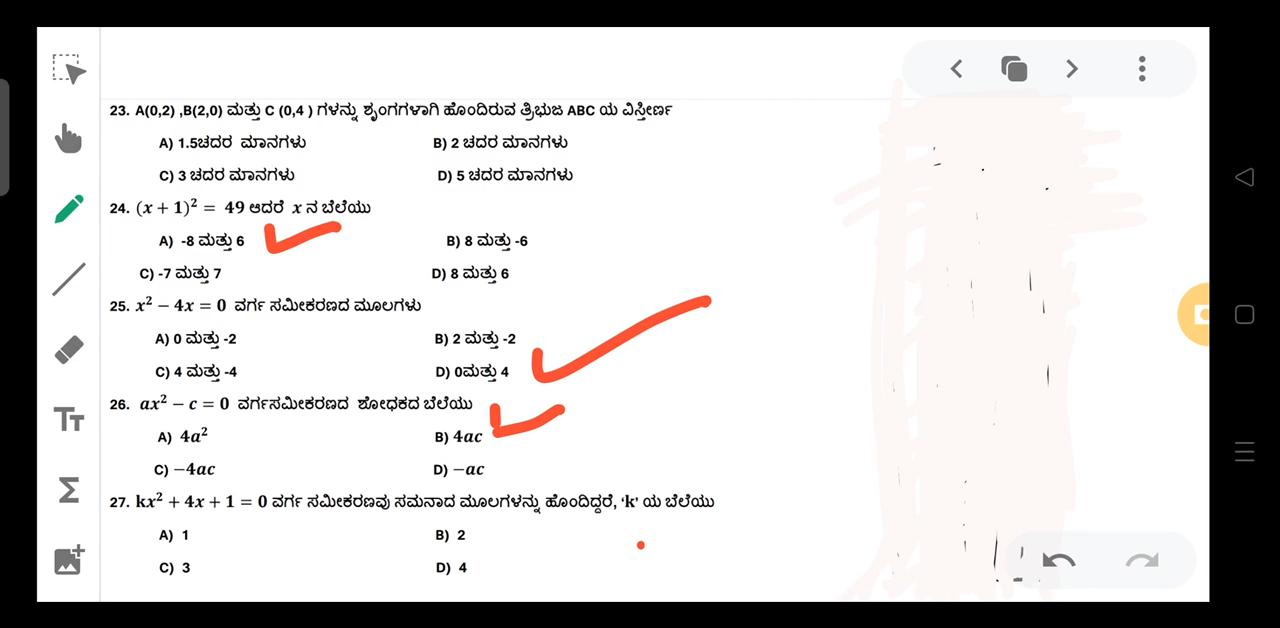 23. A(0,2) ,B(2,0) ಮತ್ತು C (0,4 ) ಗಳನ್ನು ಶೃಂಗಗಳಾಗಿ ಹೊಂದಿರುವ ತ್ರಿಭುಜ ABC ಯ ವಿಸ್ತೀರ್ಣ
A) 1.5ಚದರ ಮಾನಗಳು B) 2 ಚದರ ಮಾನಗಳು
C) 3 ಚದರ ಮಾನಗಳು D) 5 ಚದರ ಮಾನಗಳು
24. (x + 1)² = 49 ಆದರೆ x ನ ಬೆಲೆಯು
A) -8 ಮತ್ತು 6 B) 8 ಮತ್ತು -6
C) -7 ಮತ್ತು 7 D) 8 ಮತ್ತು 6
25. x² − 4x = 0 ವರ್ಗ ಸಮೀಕರಣದ ಮೂಲಗಳು
A) 0 ಮತ್ತು -2 B) 2 ಮತ್ತು -2
C) 4 ಮತ್ತು -4 D) 0ಮತ್ತು 4
26. ax² − c = 0 ವರ್ಗಸಮೀಕರಣದ ಶೋಧಕದ ಬೆಲೆಯು
A) 4a² B) 4ac
C) −4ac D) −ac
27. kx² + 4x + 1 = 0 ವರ್ಗ ಸಮೀಕರಣವು ಸಮನಾದ ಮೂಲಗಳನ್ನು ಹೊಂದಿದ್ದರೆ, ‘k’ ಯ ಬೆಲೆಯು
A) 1 B) 2
C) 3 D) 4